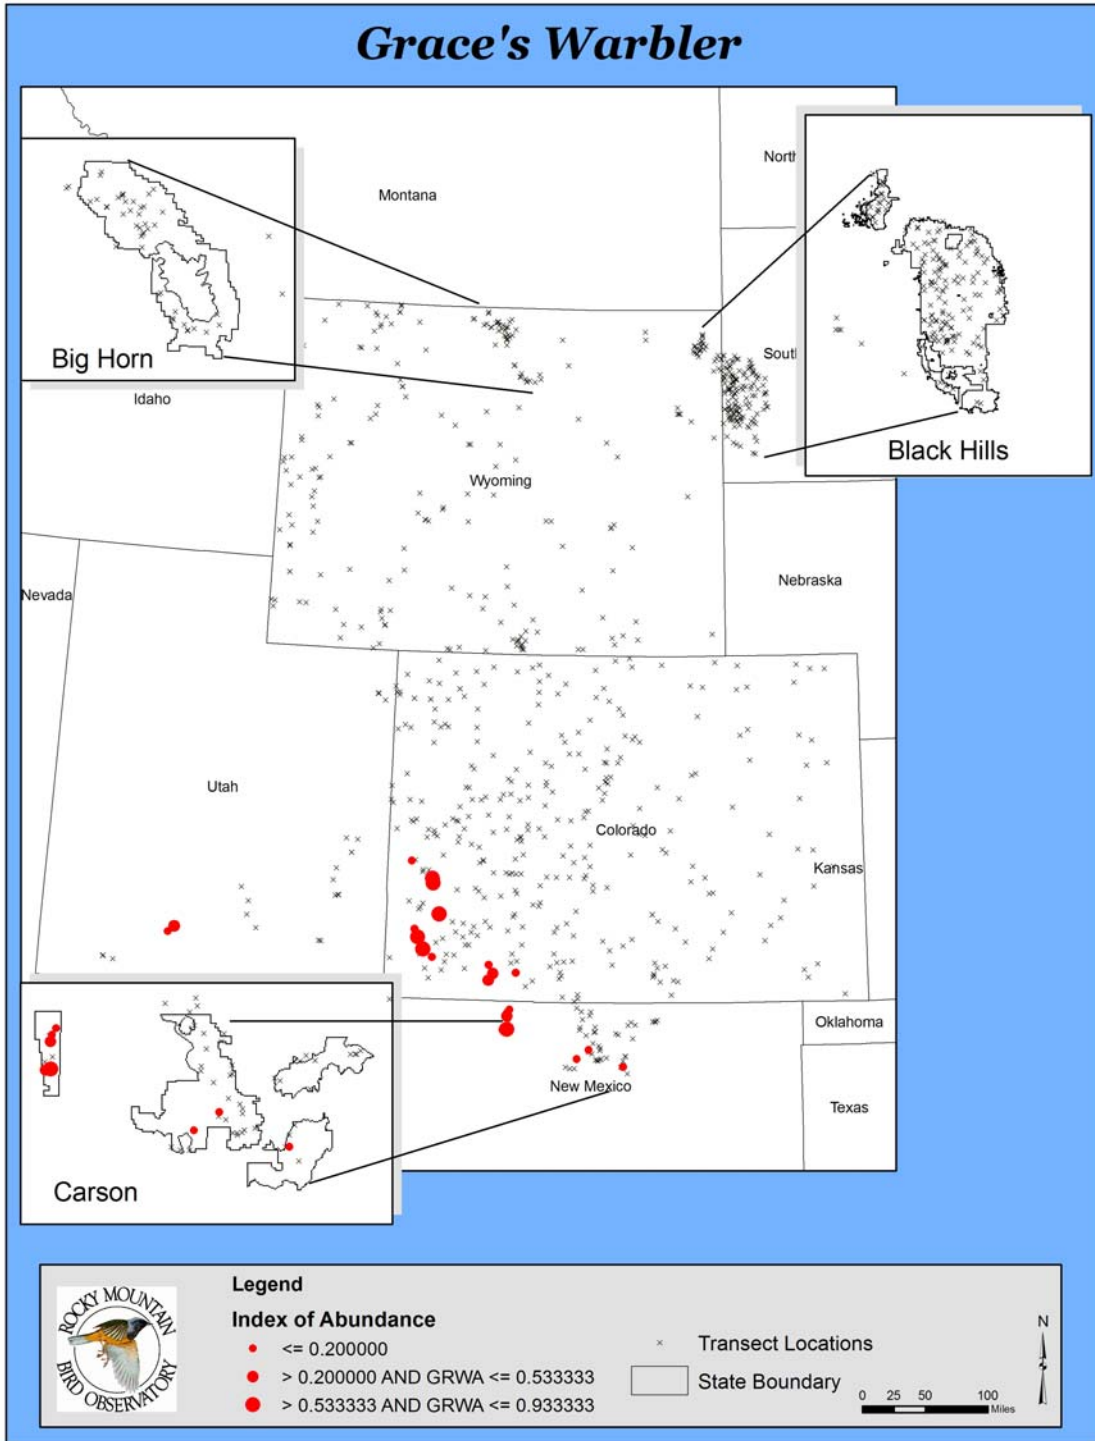 Grace's Warbler
Montana
North
Big Horn
Idaho
South
Black Hills
Wyoming
Nevada
Nebraska
Utah
Colorado
Kansas
Oklahoma
New Mexico
Texas
Carson
ROCKY MOUNTAIN
BIRD OBSERVATORY
Legend
Index of Abundance
<= 0.200000
> 0.200000 AND GRWA <= 0.533333
> 0.533333 AND GRWA <= 0.933333
Transect Locations
State Boundary
N
0 25 50 100
Miles